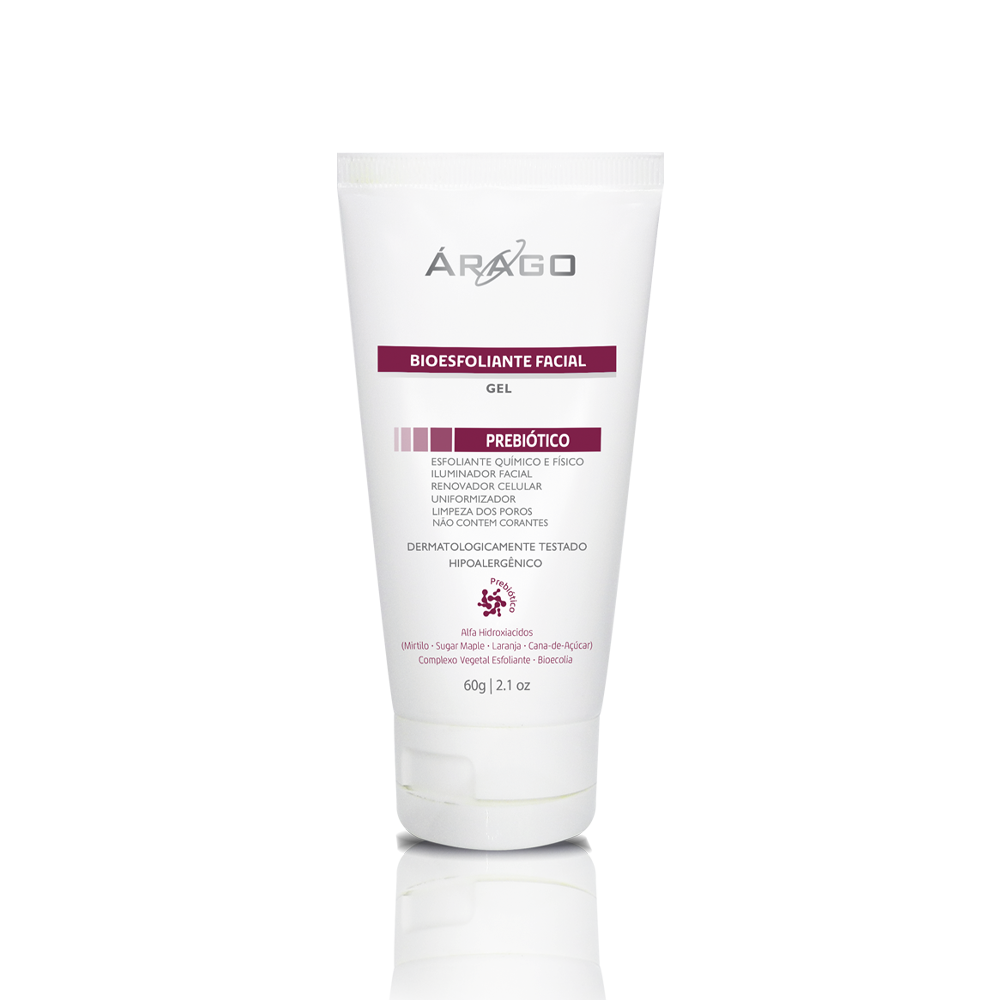 ÁRAGO
BIOESFOLIANTE FACIAL
GEL
PREBIÓTICO
ESFOLIANTE QUÍMICO E FÍSICO
ILUMINADOR FACIAL
RENOVADOR CELULAR
UNIFORMIZADOR
LIMPEZA DOS POROS
NÃO CONTEM CORANTES
DERMATOLOGICAMENTE TESTADO
HIPOALERGÊNICO
Prebiótico
Alfa Hidroxiacidos
(Mirtilo · Sugar Maple · Laranja · Cana-de-Açúcar)
Complexo Vegetal Esfoliante · Bioecolia
60g | 2.1 oz